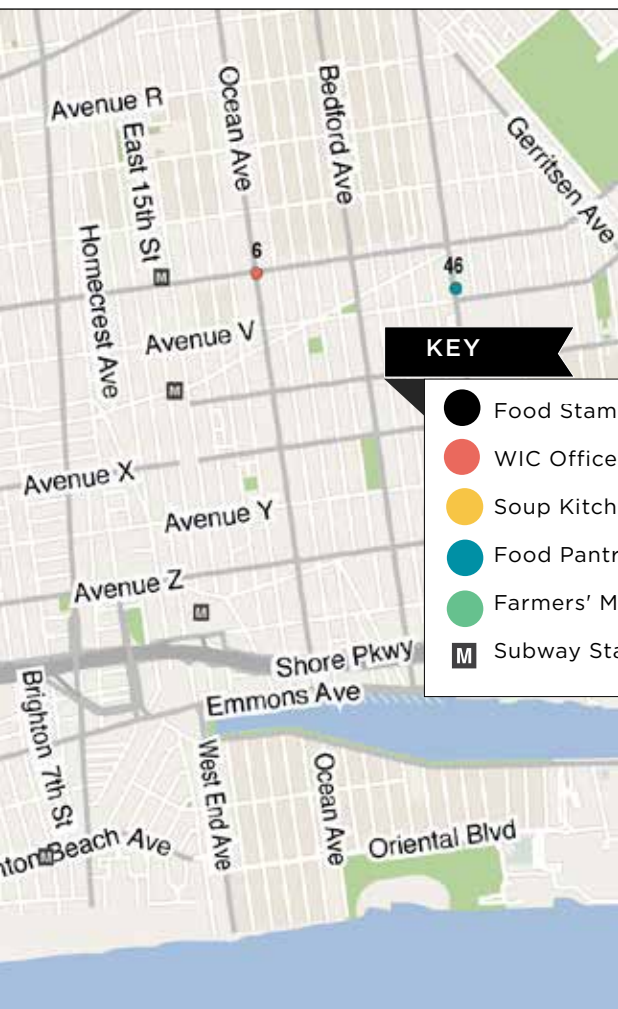 Avenue R
East 15th St
Ocean Ave
Bedford Ave
Gerritsen Ave
Homecrest Ave
6
46
M
Avenue V
M
KEY
Food Stam
WIC Office
Soup Kitch
Food Pantr
Farmers' M
M Subway Sta
Avenue X
Avenue Y
Avenue Z
M
Shore Pkwy
Emmons Ave
Brighton 7th St
West End Ave
Ocean Ave
Oriental Blvd
nton Beach Ave
M